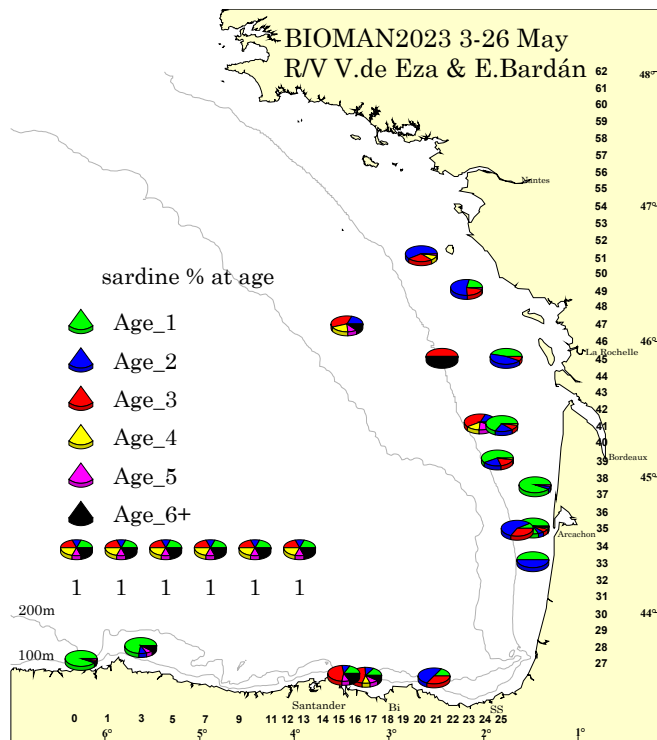 BIOMAN2023 3-26 May
R/V V.de Eza & E.Bardán
62
48°
61
60
59
58
57
Nantes
56
55
47°
54
53
52
51
50
49
sardine % at age
48
Age_1
47
46
46°
La Rochelle
Age_2
45
44
Age_3
43
42
41
Age_4
40
Bordeaux
39
45°
Age_5
38
37
Age_6+
36
35
Arcachon
34
33
1 1 1 1 1 1
32
31
200m
30
44°
29
28
100m
27
Santander
Bi
SS
0 1 3 5 7 9 11 12 13 14 15 16 17 18 19 20 21 22 23 24 25
6° 5° 4° 3° 2° 1°